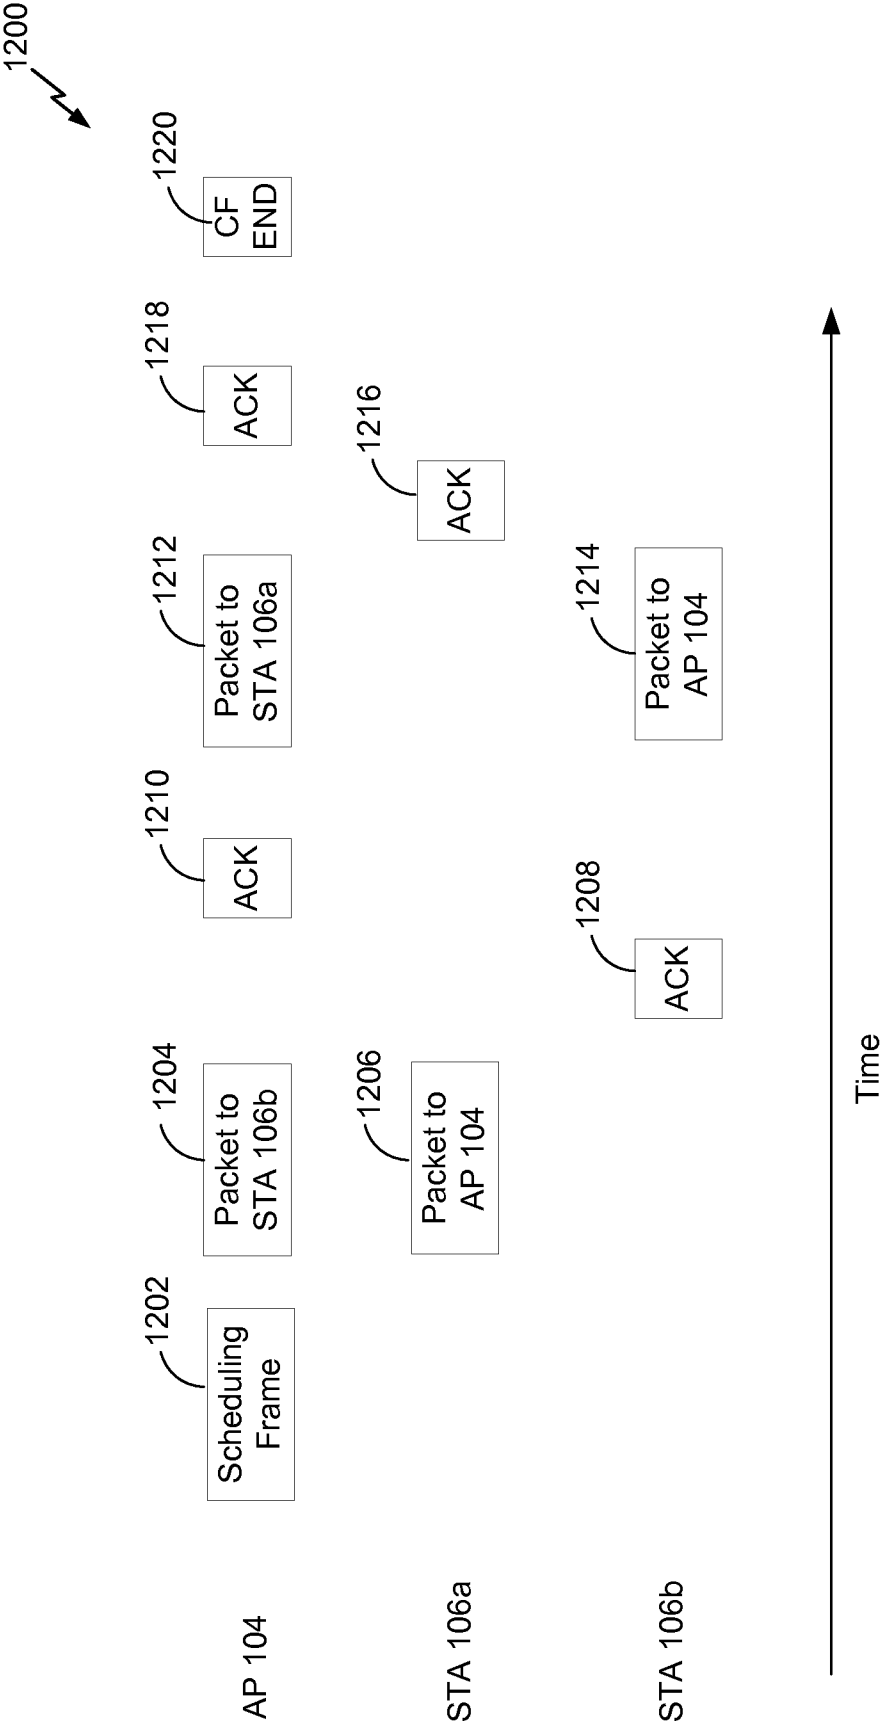 1200
AP 104
1202
Scheduling
Frame
1204
Packet to
STA 106b
1210
ACK
1212
Packet to
STA 106a
1218
ACK
1220
CF
END
STA 106a
1206
Packet to
AP 104
1216
ACK
STA 106b
1208
ACK
1214
Packet to
AP 104
Time